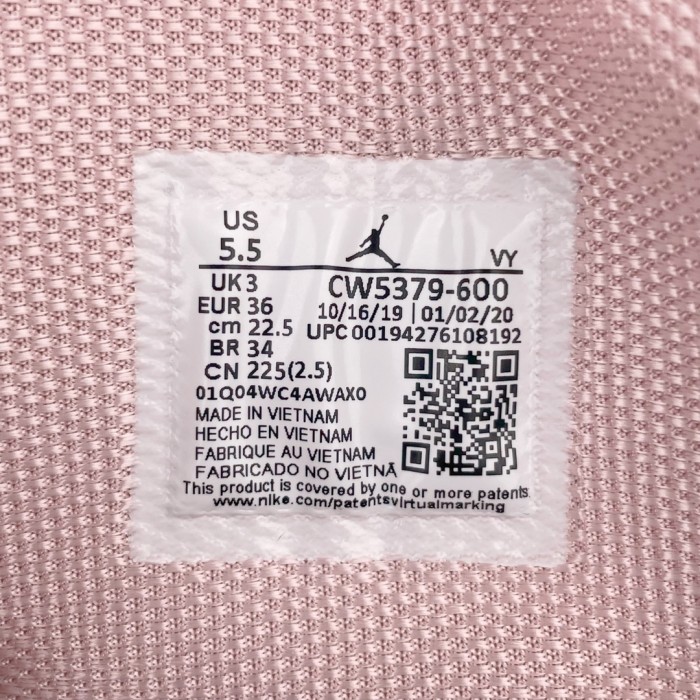 US
5.5
VY
UK 3
CW5379-600
EUR 36
10/16/19 | 01/02/20
cm 22.5
UPC 00194276108192
BR 34
CN 225(2.5)
01Q04WC4AWAX0
MADE IN VIETNAM
HECHO EN VIETNAM
FABRIQUE AU VIETNAM
FABRICADO NO VIETNÃ
This product is covered by one or more patents
www.nike.com/patentsvirtualmarking